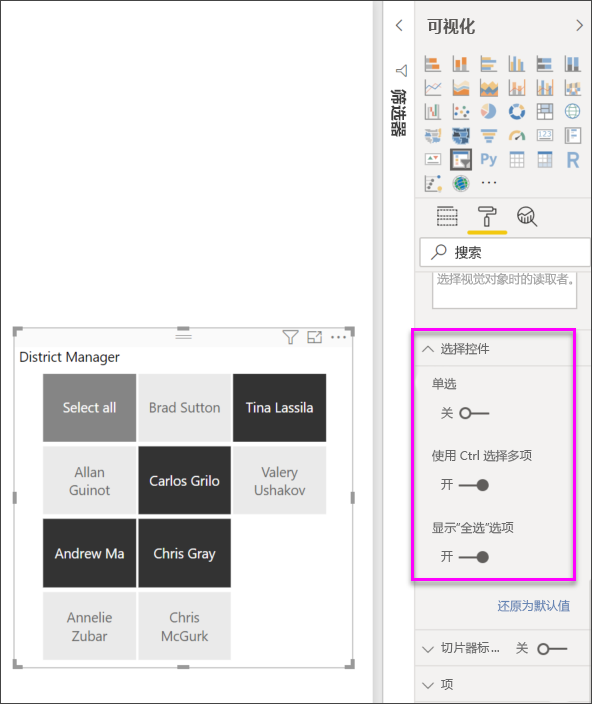 可视化
筛选器
123
Py
R
搜索
选择视觉对象时的读取者。
District Manager
Select all
Brad Sutton
Tina Lassila
Allan
Guinot
Carlos Grilo
Valery
Ushakov
Andrew Ma
Chris Gray
Annelie
Zubar
Chris
McGurk
选择控件
单选
关
使用 Ctrl 选择多项
开
显示"全选"选项
开
还原为默认值
切片器标... 关
项